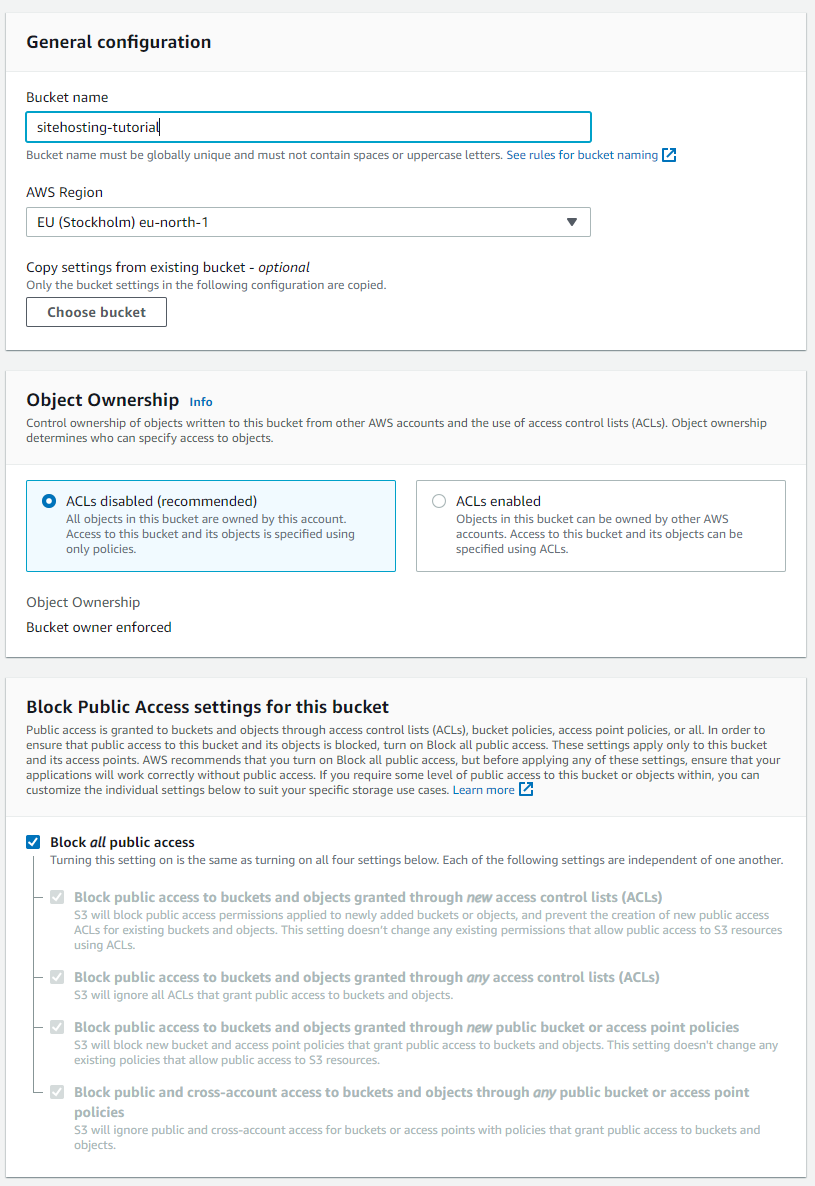 General configuration
Bucket name
sitehosting-tutorial
Bucket name must be globally unique and must not contain spaces or uppercase letters. See rules for bucket naming
AWS Region
EU (Stockholm) eu-north-1
Copy settings from existing bucket - optional
Only the bucket settings in the following configuration are copied.
Choose bucket
Object Ownership Info
Control ownership of objects written to this bucket from other AWS accounts and the use of access control lists (ACLs). Object ownership
determines who can specify access to objects.
ACLs disabled (recommended)
All objects in this bucket are owned by this account.
Access to this bucket and its objects is specified using
only policies.
ACLs enabled
Objects in this bucket can be owned by other AWS
accounts. Access to this bucket and its objects can be
specified using ACLs.
Object Ownership
Bucket owner enforced
Block Public Access settings for this bucket
Public access is granted to buckets and objects through access control lists (ACLs), bucket policies, access point policies, or all. In order to
ensure that public access to this bucket and its objects is blocked, turn on Block all public access. These settings apply only to this bucket
and its access points. AWS recommends that you turn on Block all public access, but before applying any of these settings, ensure that your
applications will work correctly without public access. If you require some level of public access to this bucket or objects within, you can
customize the individual settings below to suit your specific storage use cases. Learn more
Block all public access
Turning this setting on is the same as turning on all four settings below. Each of the following settings are independent of one another.
Block public access to buckets and objects granted through new access control lists (ACLs)
S3 will block public access permissions applied to newly added buckets or objects, and prevent the creation of new public access
ACLs for existing buckets and objects. This setting doesn't change any existing permissions that allow public access to S3 resources
using ACLs.
Block public access to buckets and objects granted through any access control lists (ACLs)
S3 will ignore all ACLs that grant public access to buckets and objects.
Block public access to buckets and objects granted through new public bucket or access point policies
S3 will block new bucket and access point policies that grant public access to buckets and objects. This setting doesn't change any
existing policies that allow public access to S3 resources.
Block public and cross-account access to buckets and objects through any public bucket or access point
policies
S3 will ignore public and cross-account access for buckets or access points with policies that grant public access to buckets and
objects.